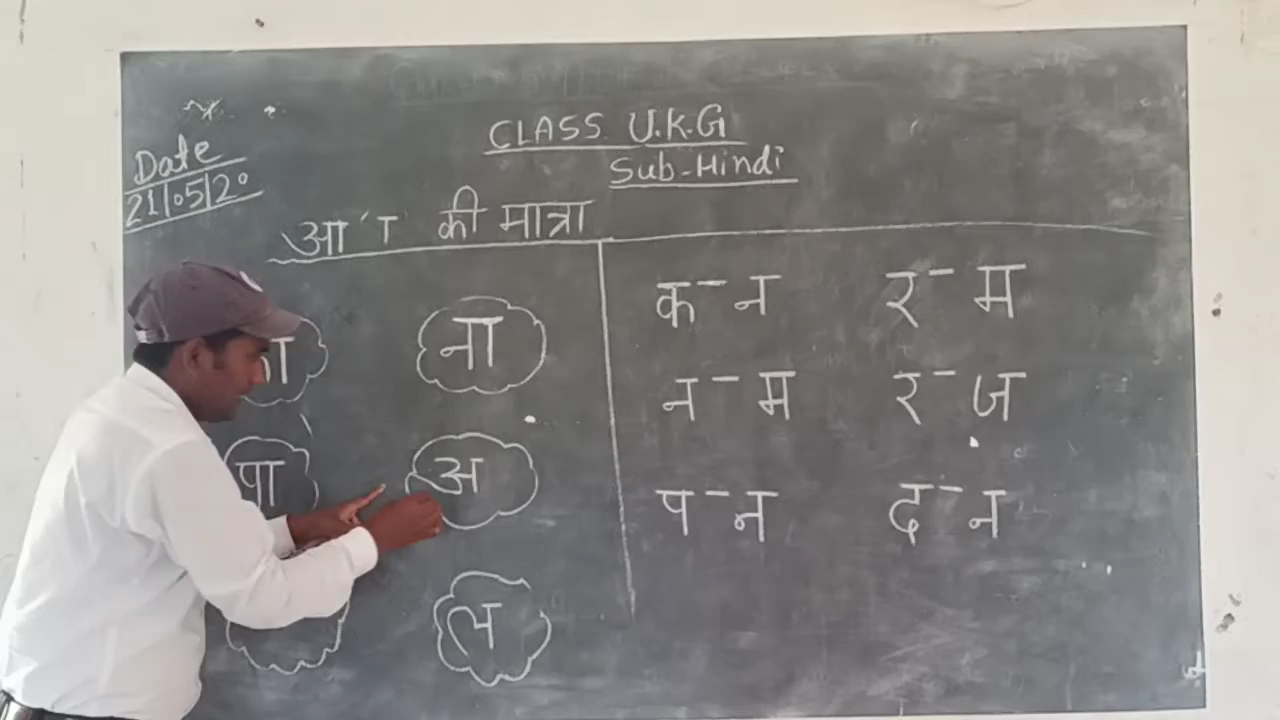 CLASS U.K.G
Date
Sub-Hindi
21/05/20
आ 'ा' की मात्रा
ना
पा
अ
क - न
र - म
न - म
र - ज
प - न
द - न